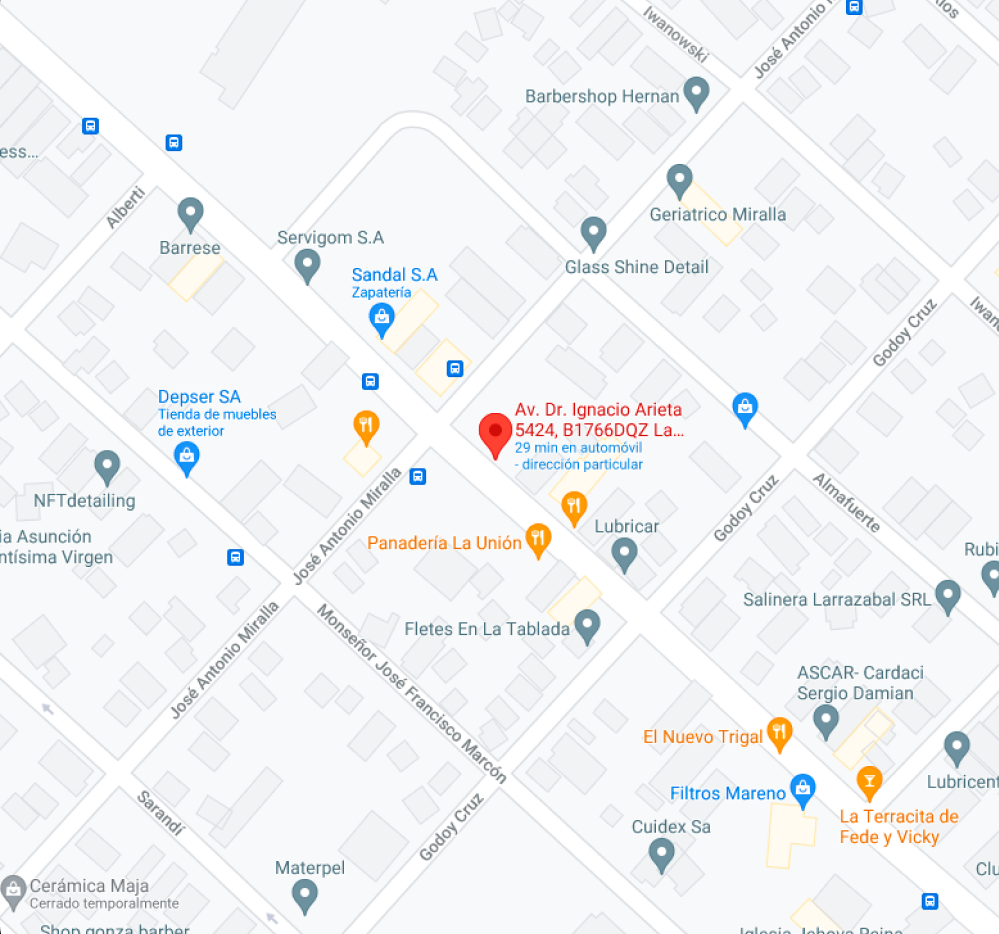 Iwanowski
José Antonio
Barbershop Hernan
ess...
Alberti
Geriatrico Miralla
Barrese
Servigom S.A
Glass Shine Detail
Sandal S.A
Zapatería
Iwano
Godoy Cruz
Depser SA
Tienda de muebles
de exterior
Av. Dr. Ignacio Arieta
5424, B1766DQZ La...
29 min en automóvil
- dirección particular
NFTdetailing
José Antonio Miralla
Godoy Cruz
Almafuerte
ia Asunción
ntísima Virgen
Panadería La Unión
Lubricar
Rubi
Salinera Larrazabal SRL
José Antonio Miralla
Monseñor José Francisco Marcón
Fletes En La Tablada
ASCAR- Cardaci
Sergio Damian
El Nuevo Trigal
Filtros Mareno
Lubricent
La Terracita de
Fede y Vicky
Sarandí
Godoy Cruz
Cuidex Sa
Materpel
Clu
Cerámica Maja
Cerrado temporalmente
Shop gonza barber
Iglesia Jehova Reina